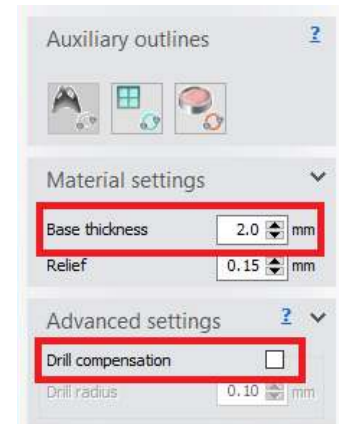 Auxiliary outlines ?
Material settings
Base thickness 2.0 mm
Relief 0.15 mm
Advanced settings ?
Drill compensation
Drill radius 0.10 mm